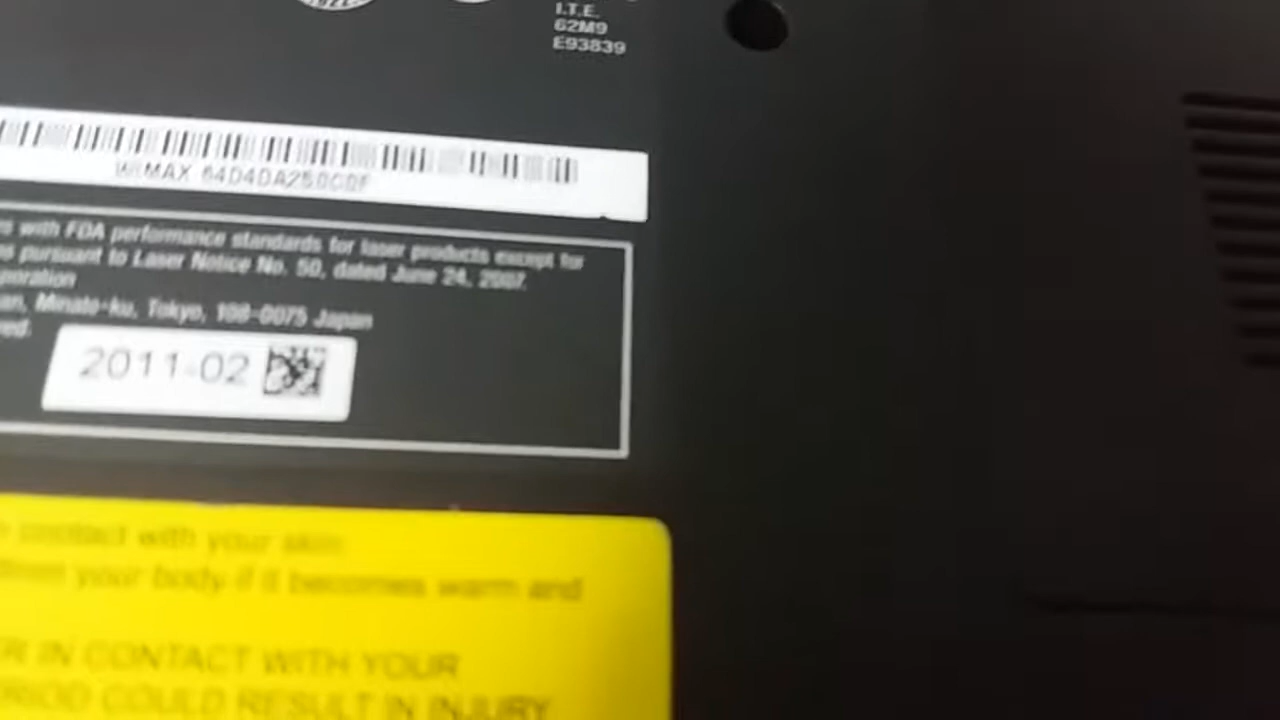 I.T.E.
62M9
E93839
WIMAX
with FDA performance standards for laser products except for
pursuant to Laser Notice No. 50, dated June 24, 2007.
Minato-ku, Tokyo, 108-0075 Japan
2011-02
contact with your skin
your body if it becomes warm and
IN CONTACT WITH YOUR
COULD RESULT IN INJURY